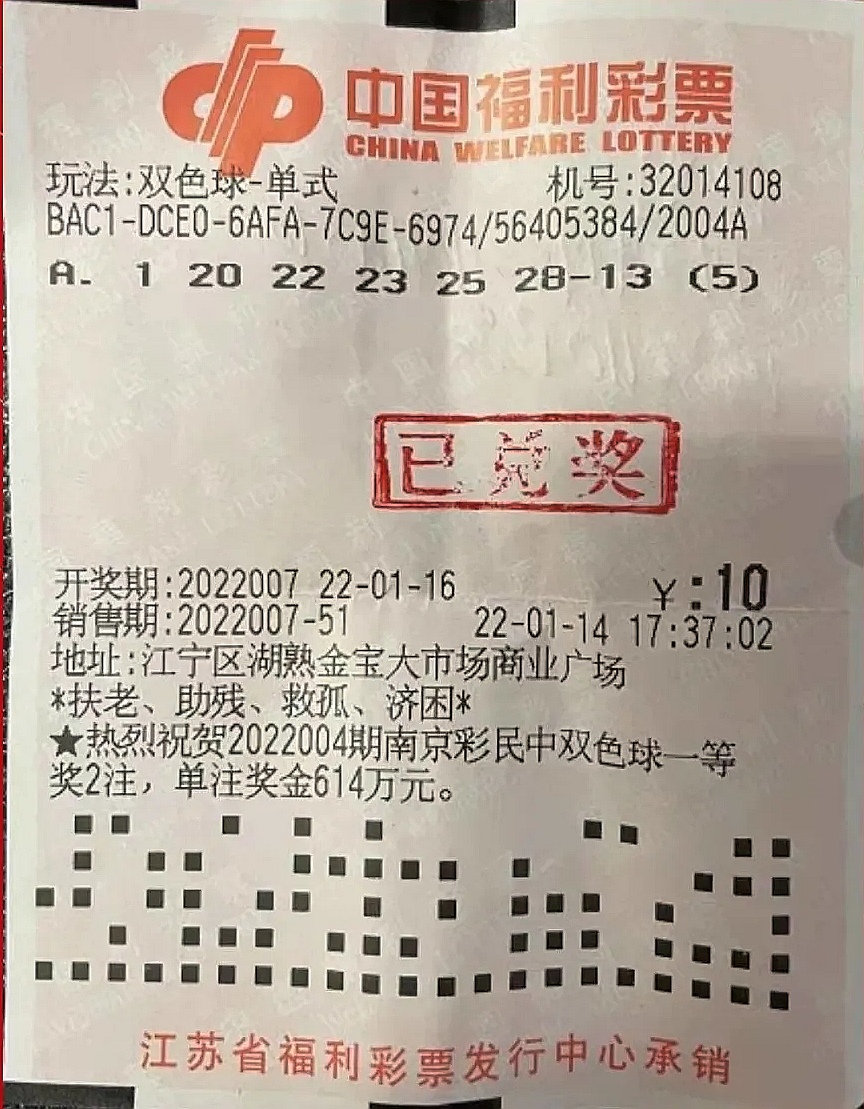 中国福利彩票
CHINA WELFARE LOTTERY
玩法:双色球-单式 机号:32014108
BAC1-DCE0-6AFA-7C9E-6974/56405384/2004A
A. 1 20 22 23 25 28-13 (5)
已兑奖
开奖期:2022007 22-01-16 ¥:10
销售期:2022007-51 22-01-14 17:37:02
地址:江宁区湖熟金宝大市场商业广场
*扶老、助残、救孤、济困*
★热烈祝贺2022004期南京彩民中双色球一等
奖2注，单注奖金614万元。
江苏省福利彩票发行中心承销